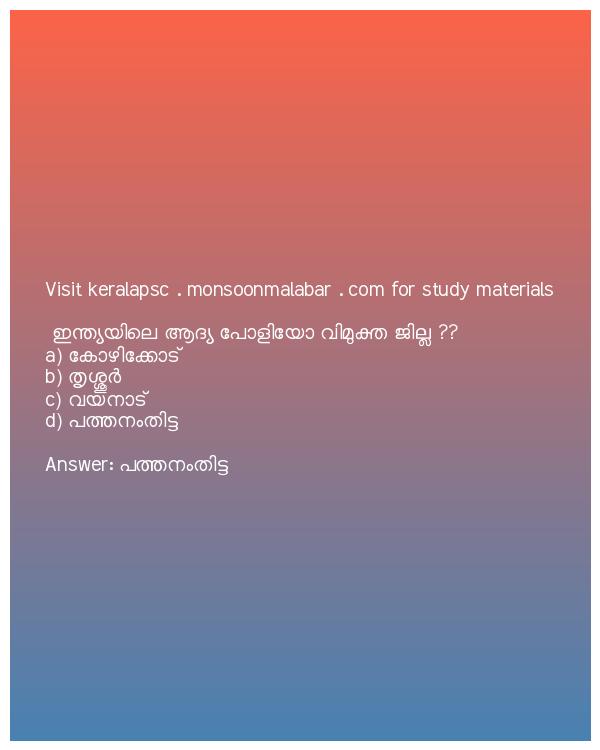 Visit keralapsc . monsoonmalabar . com for study materials
ഇന്ത്യയിലെ ആദ്യ പോളിയോ വിമുക്ത ജില്ല ??
a) കോഴിക്കോട്
b) തൃശ്ശൂർ
c) വയനാട്
d) പത്തനംതിട്ട
Answer: പത്തനംതിട്ട